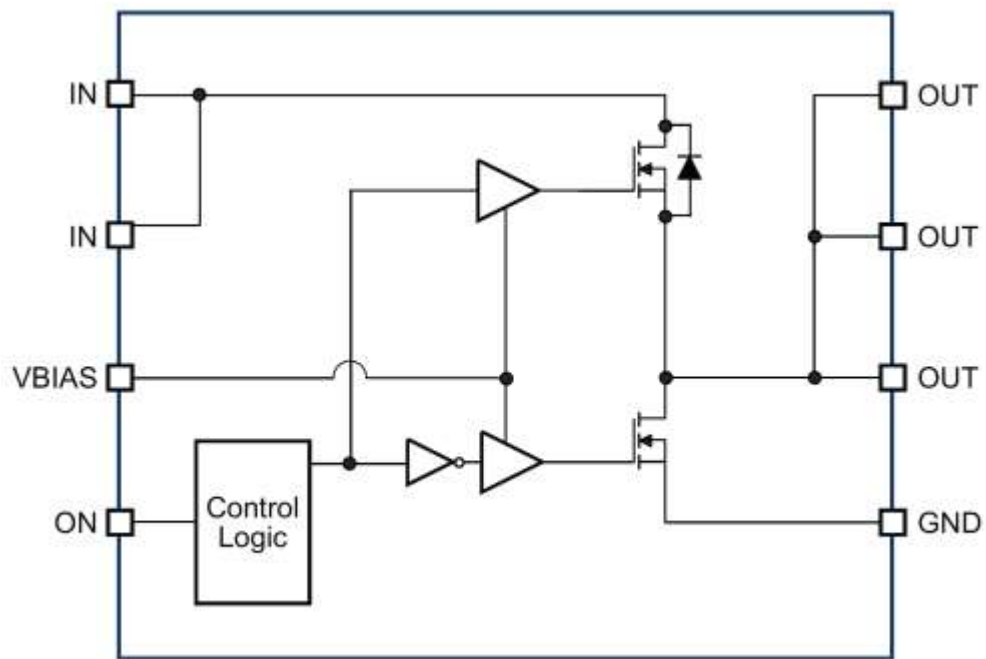 IN
OUT
IN
OUT
VBIAS
OUT
Control
Logic
ON
GND